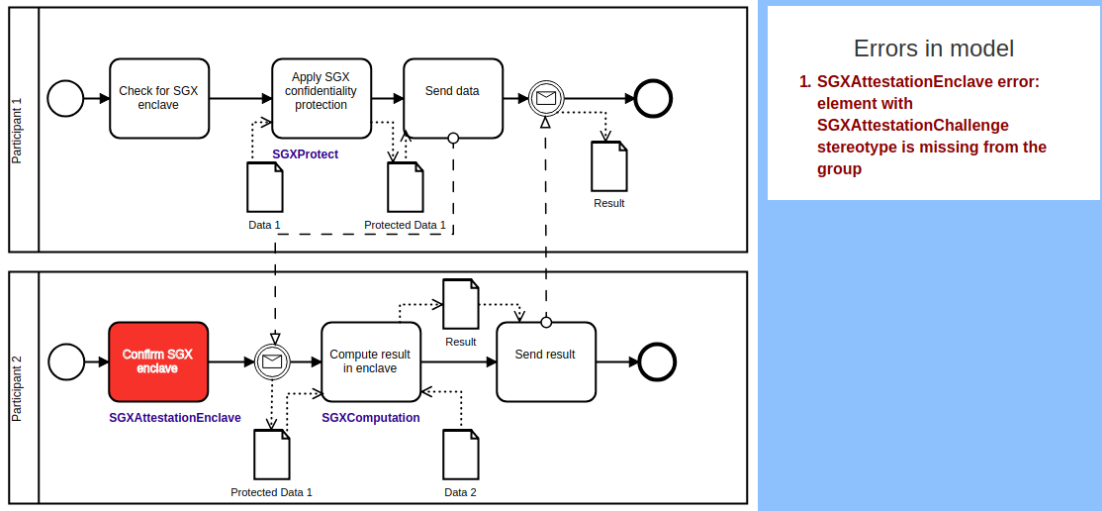 Participant 1
Check for SGX
enclave
Apply SGX
confidentiality
protection
Send data
SGXProtect
Data 1
Protected Data 1
Result
Participant 2
Confirm SGX
enclave
SGXAttestationEnclave
Compute result
in enclave
SGXComputation
Result
Send result
Protected Data 1
Data 2
Errors in model
1. SGXAttestationEnclave error:
element with
SGXAttestationChallenge
stereotype is missing from the
group